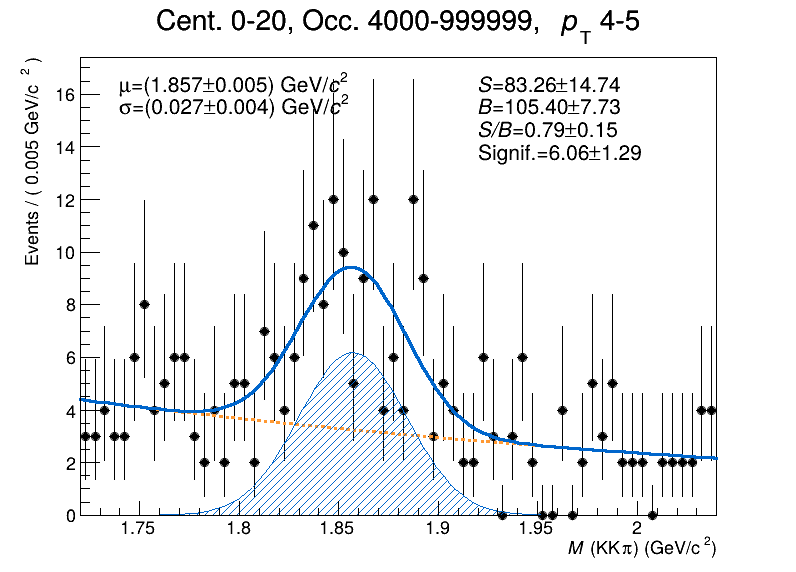 Cent. 0-20, Occ. 4000-999999, p_T 4-5
μ=(1.857±0.005) GeV/c²
σ=(0.027±0.004) GeV/c²
S=83.26±14.74
B=105.40±7.73
S/B=0.79±0.15
Signif.=6.06±1.29
Events / ( 0.005 GeV/c² )
16
14
12
10
8
6
4
2
0
1.75 1.8 1.85 1.9 1.95 2
M (KKπ) (GeV/c²)